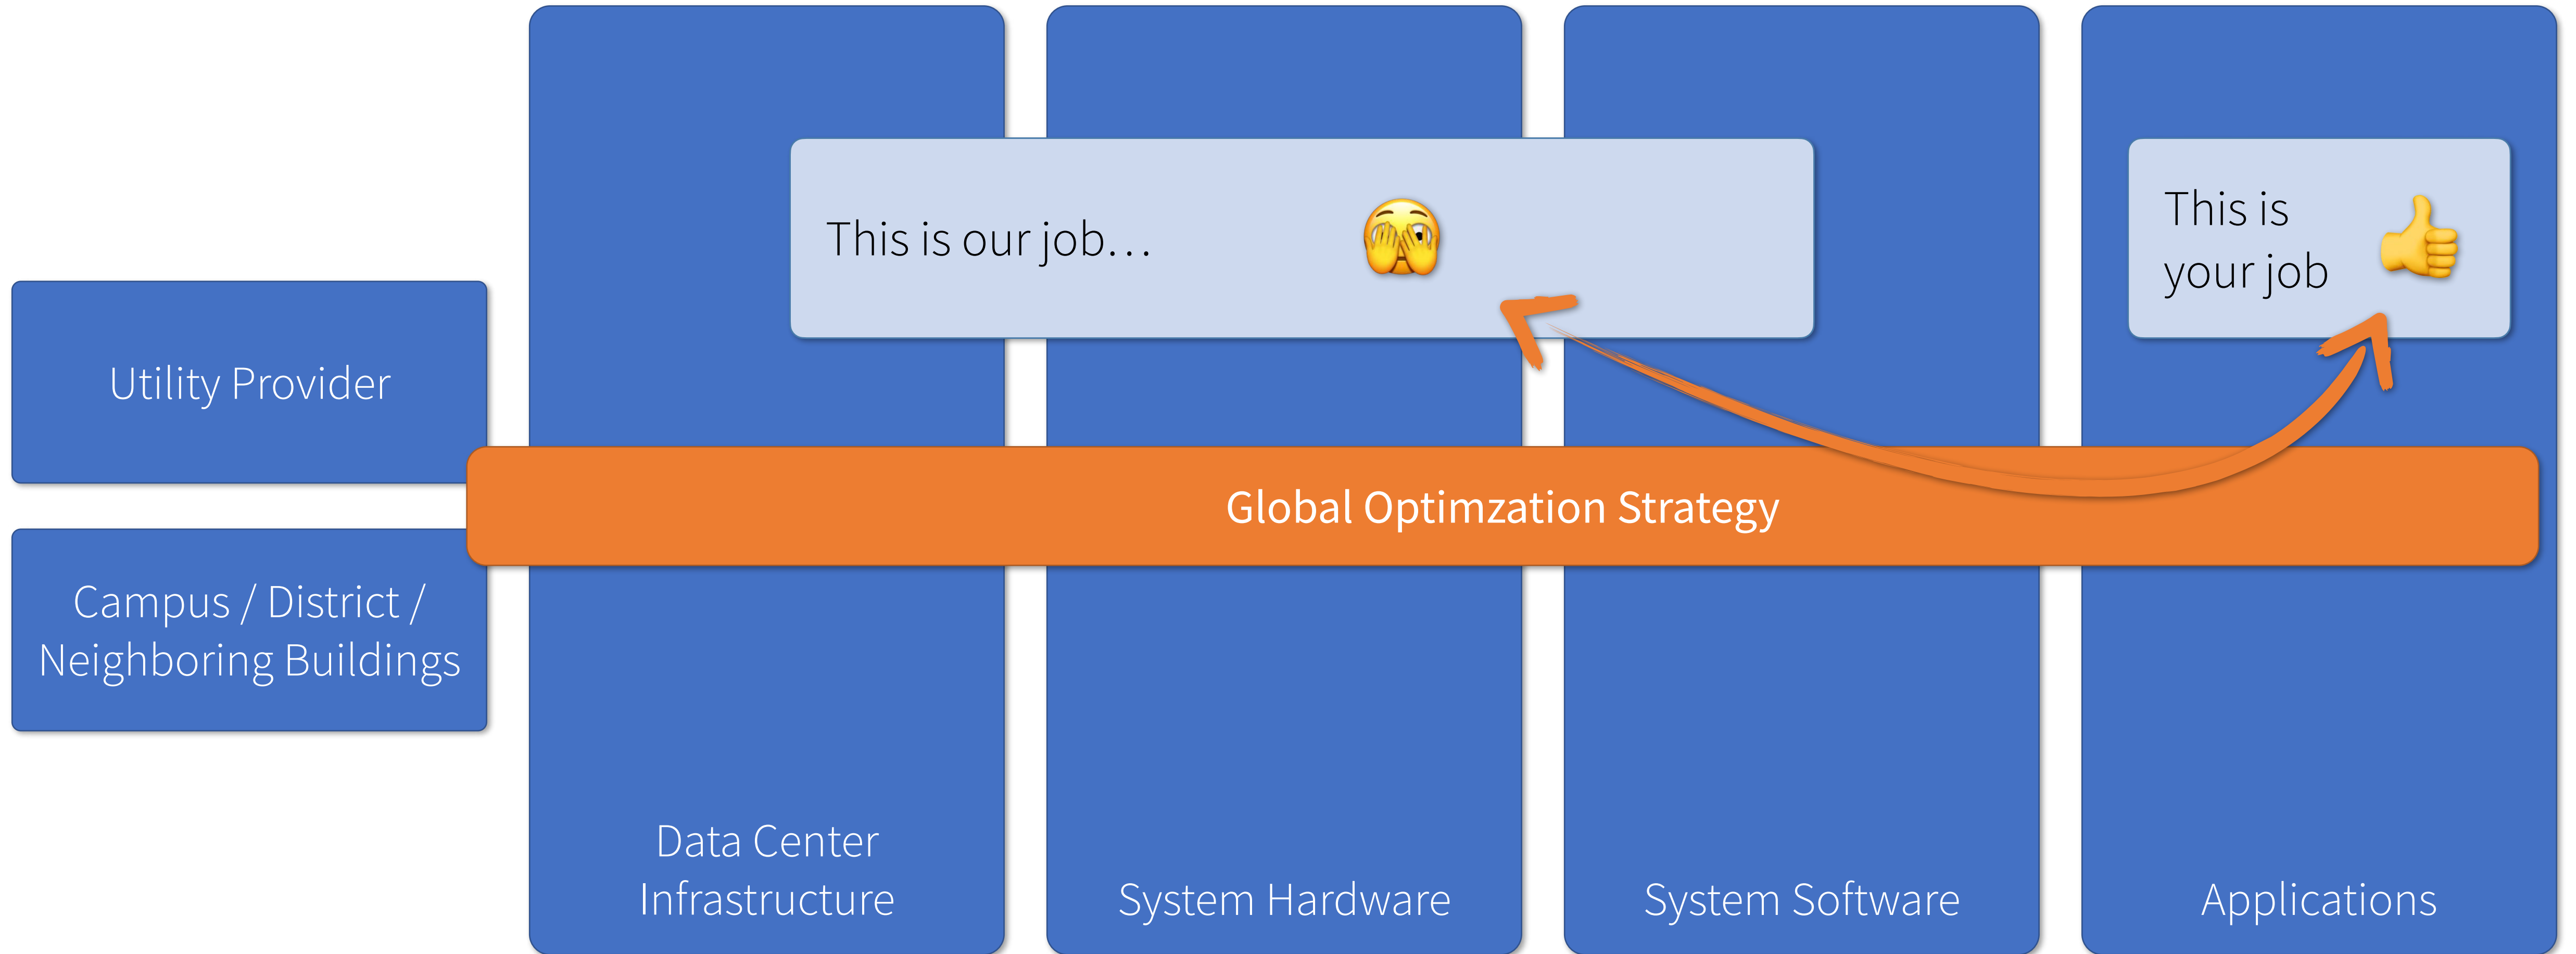 This is our job…
This is
your job
Utility Provider
Global Optimzation Strategy
Campus / District /
Neighboring Buildings
Data Center
Infrastructure
System Hardware
System Software
Applications